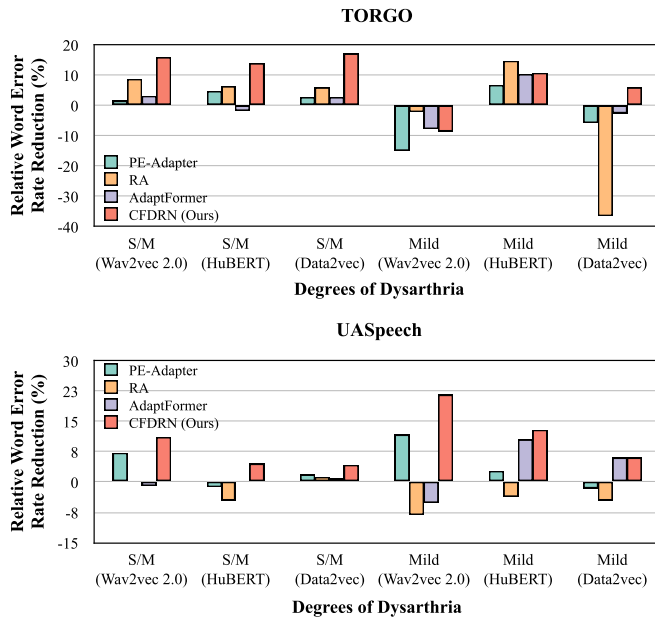 TORGO
Relative Word Error
Rate Reduction (%)
20
10
0
-10
-20
-30
-40
PE-Adapter
RA
AdaptFormer
CFDRN (Ours)
S/M
(Wav2vec 2.0)
S/M
(HuBERT)
S/M
(Data2vec)
Mild
(Wav2vec 2.0)
Mild
(HuBERT)
Mild
(Data2vec)
Degrees of Dysarthria
UASpeech
Relative Word Error
Rate Reduction (%)
30
23
15
8
0
-8
-15
PE-Adapter
RA
AdaptFormer
CFDRN (Ours)
S/M
(Wav2vec 2.0)
S/M
(HuBERT)
S/M
(Data2vec)
Mild
(Wav2vec 2.0)
Mild
(HuBERT)
Mild
(Data2vec)
Degrees of Dysarthria